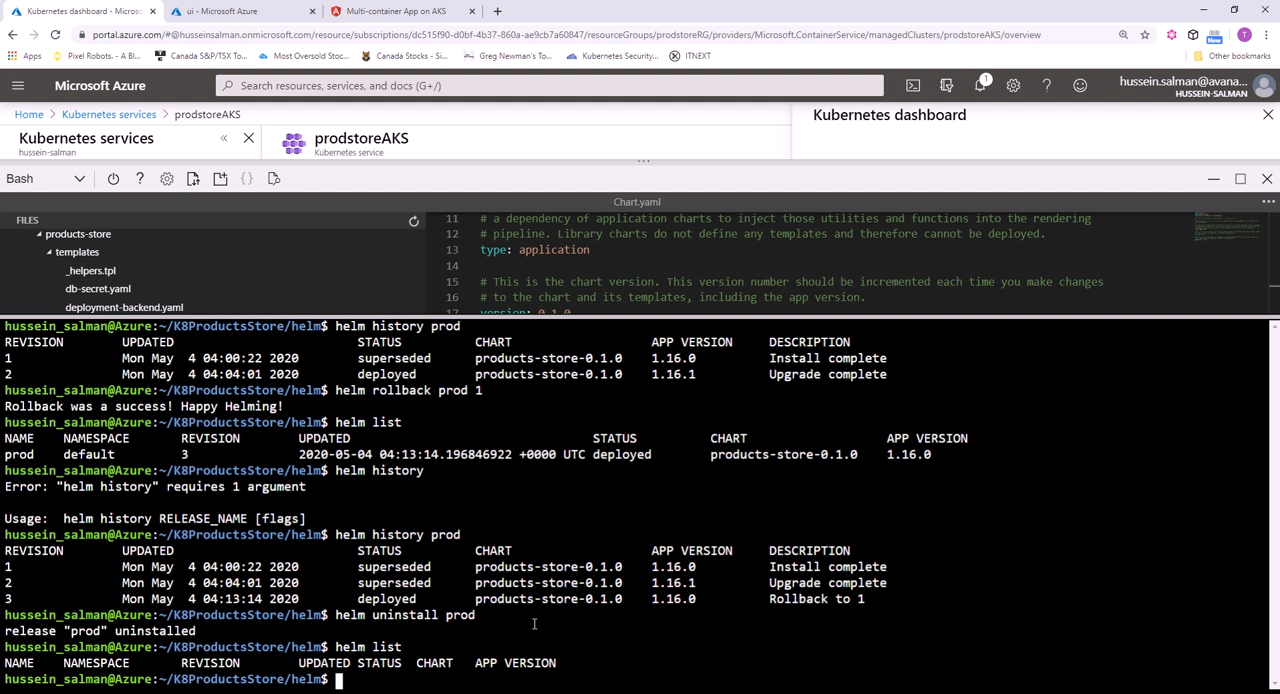 Kubernetes dashboard - Microso
ui - Microsoft Azure
Multi-container App on AKS
portal.azure.com/#@husseinsalman.onmicrosoft.com/resource/subscriptions/dc515f90-d0bf-4b37-860a-ae9cb7a60847/resourceGroups/prodstoreRG/providers/Microsoft.ContainerService/managedClusters/prodstoreAKS/overview
T
Apps Pixel Robots. - A Bl... Canada S&P/TSX To... Most Oversold Stoc... Canada Stocks - Si... Greg Newman's To... Kubernetes Security... ITNEXT Other bookmarks
New
Microsoft Azure
Search resources, services, and docs (G+/)
1
hussein.salman@avana...
HUSSEIN-SALMAN
Home > Kubernetes services > prodstoreAKS
Kubernetes services
hussein-salman
«
prodstoreAKS
Kubernetes service
Kubernetes dashboard
Bash
?
{}
Chart.yaml
FILES
products-store
templates
_helpers.tpl
db-secret.yaml
deployment-backend.yaml
11 # a dependency of application charts to inject those utilities and functions into the rendering
12 # pipeline. Library charts do not define any templates and therefore cannot be deployed.
13 type: application
14
15 # This is the chart version. This version number should be incremented each time you make changes
16 # to the chart and its templates, including the app version.
17 version: 0.1.0
hussein_salman@Azure:~/K8ProductsStore/helm$ helm history prod
REVISION UPDATED STATUS CHART APP VERSION DESCRIPTION
1 Mon May 4 04:00:22 2020 superseded products-store-0.1.0 1.16.0 Install complete
2 Mon May 4 04:04:01 2020 deployed products-store-0.1.0 1.16.1 Upgrade complete
hussein_salman@Azure:~/K8ProductsStore/helm$ helm rollback prod 1
Rollback was a success! Happy Helming!
hussein_salman@Azure:~/K8ProductsStore/helm$ helm list
NAME NAMESPACE REVISION UPDATED STATUS CHART APP VERSION
prod default 3 2020-05-04 04:13:14.196846922 +0000 UTC deployed products-store-0.1.0 1.16.0
hussein_salman@Azure:~/K8ProductsStore/helm$ helm history
Error: "helm history" requires 1 argument
Usage: helm history RELEASE_NAME [flags]
hussein_salman@Azure:~/K8ProductsStore/helm$ helm history prod
REVISION UPDATED STATUS CHART APP VERSION DESCRIPTION
1 Mon May 4 04:00:22 2020 superseded products-store-0.1.0 1.16.0 Install complete
2 Mon May 4 04:04:01 2020 superseded products-store-0.1.0 1.16.1 Upgrade complete
3 Mon May 4 04:13:14 2020 deployed products-store-0.1.0 1.16.0 Rollback to 1
hussein_salman@Azure:~/K8ProductsStore/helm$ helm uninstall prod
release "prod" uninstalled
hussein_salman@Azure:~/K8ProductsStore/helm$ helm list
NAME NAMESPACE REVISION UPDATED STATUS CHART APP VERSION
hussein_salman@Azure:~/K8ProductsStore/helm$